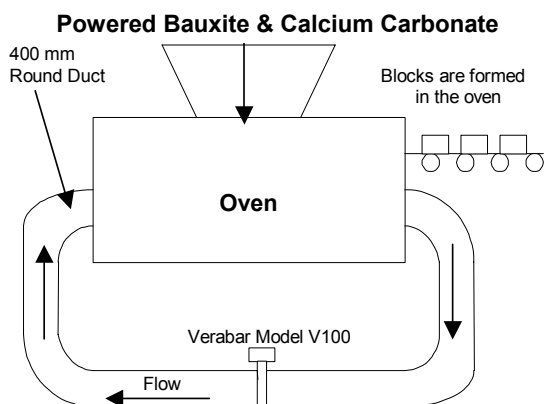 Powered Bauxite & Calcium Carbonate
400 mm
Round Duct
Blocks are formed
in the oven
Oven
Verabar Model V100
Flow